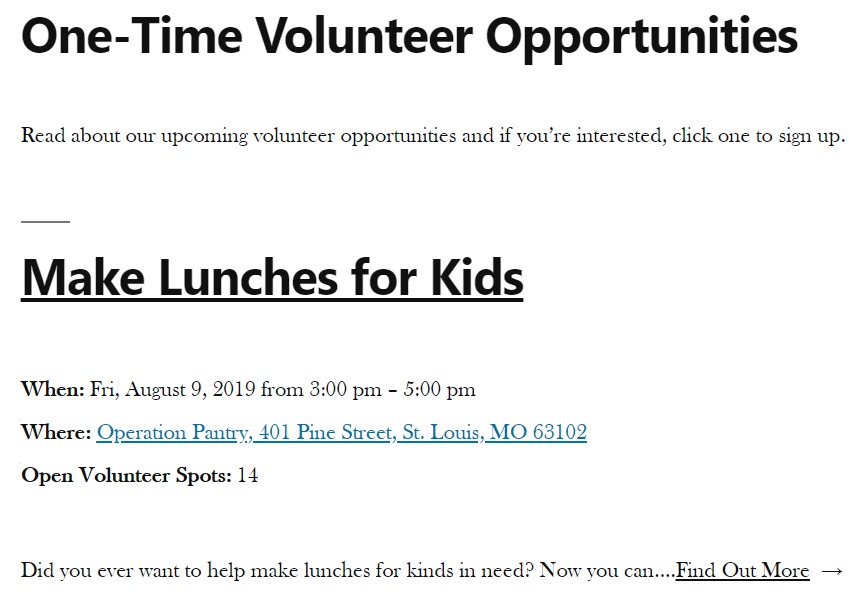 One-Time Volunteer Opportunities
Read about our upcoming volunteer opportunities and if you’re interested, click one to sign up.
Make Lunches for Kids
When: Fri, August 9, 2019 from 3:00 pm – 5:00 pm
Where: Operation Pantry, 401 Pine Street, St. Louis, MO 63102
Open Volunteer Spots: 14
Did you ever want to help make lunches for kinds in need? Now you can....Find Out More →